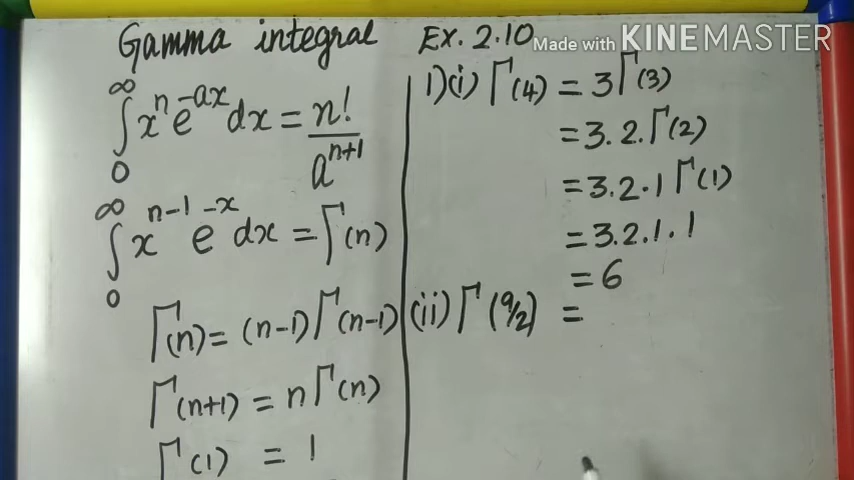 Gamma integral
∫₀^∞ xⁿ e^(-ax) dx = n!/a^(n+1)
∫₀^∞ x^(n-1) e^(-x) dx = Γ(n)
Γ(n) = (n-1) Γ(n-1)
Γ(n+1) = n Γ(n)
Γ(1) = 1
Ex. 2.10
Made with KINEMASTER
1)(i) Γ(4) = 3 Γ(3)
= 3.2. Γ(2)
= 3.2.1 Γ(1)
= 3.2.1.1
= 6
(ii) Γ(9/2) =